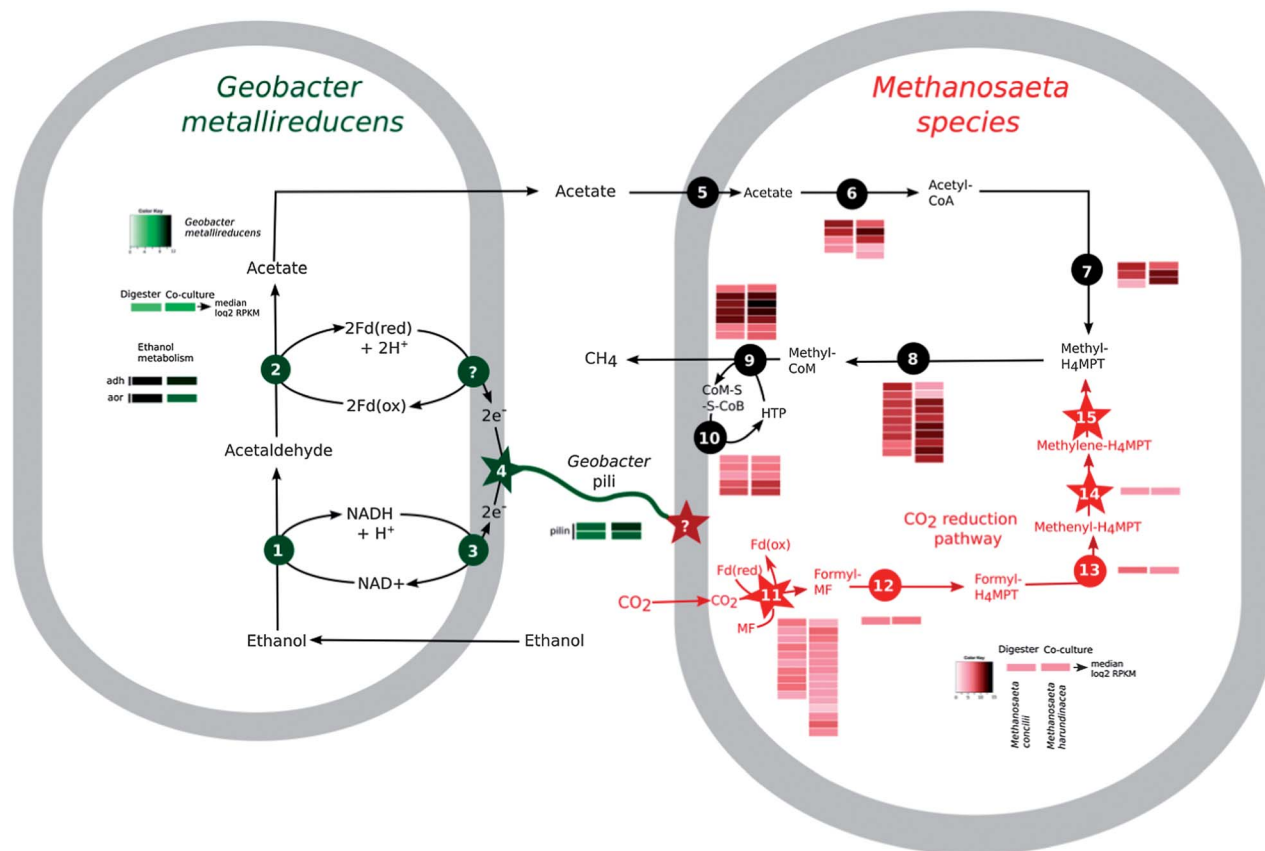 Geobacter
metallireducens
Methanosaeta
species
Color Key
Geobacter
metallireducens
Digester Co-culture
median
log2 RPKM
Ethanol
metabolism
adh
aor
Acetate
2
2Fd(red)
+ 2H+
2Fd(ox)
?
2e-
Acetaldehyde
4
2e-
NADH
+ H+
1
3
NAD+
Ethanol
Ethanol
Geobacter
pili
pilin
?
Acetate
5
Acetate
6
Acetyl-
CoA
7
Methyl-
H4MPT
8
Methyl-
CoM
9
CH4
CoM-S
-S-CoB
HTP
10
15
Methylene-H4MPT
14
CO2 reduction
pathway
Methenyl-H4MPT
13
Fd(ox)
Fd(red)
CO2
CO2
11
MF
Formyl-
MF
12
Formyl-
H4MPT
Color Key
Digester Co-culture
median
log2 RPKM
Methanosaeta
concilii
Methanosaeta
harundinacea